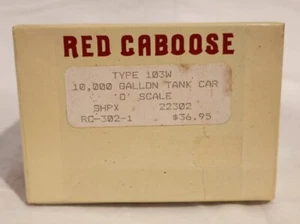 RED CABOOSE
TYPE 103W
10,000 GALLON TANK CAR
'O' SCALE
SHPX 22302
RC-302-1 $36.95